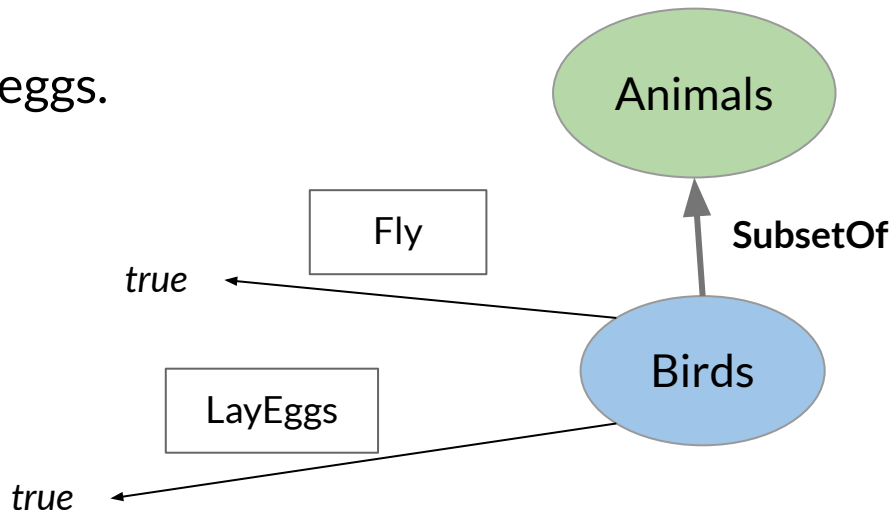 eggs.
Animals
Fly
SubsetOf
true
Birds
LayEggs
true